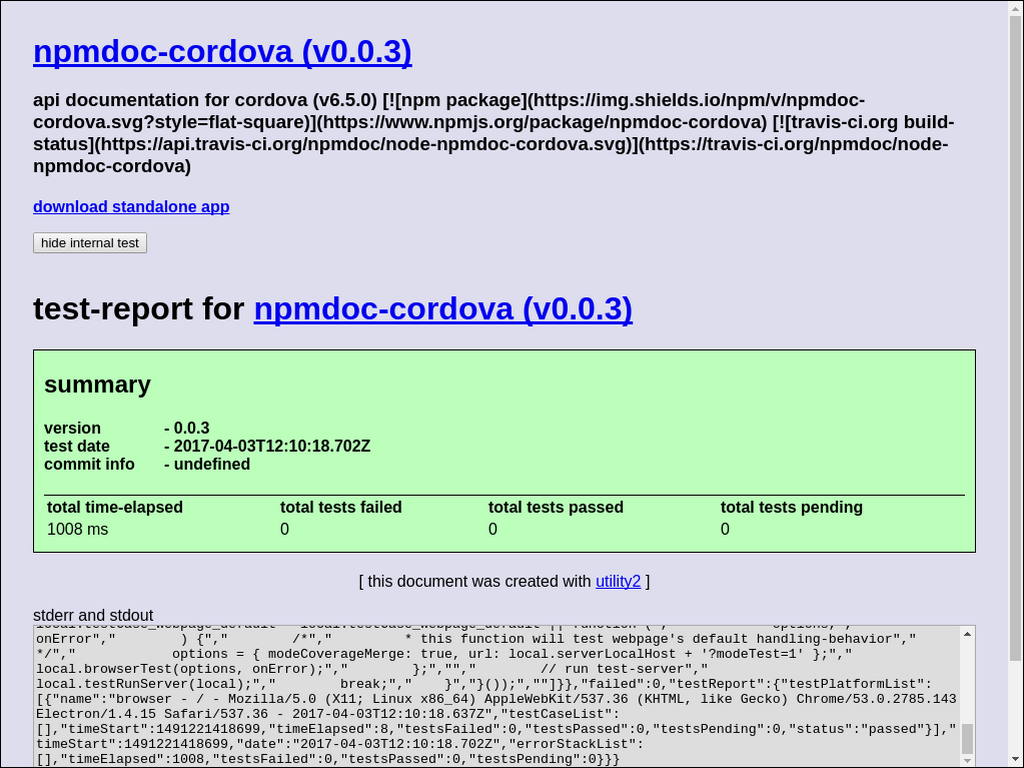 npmdoc-cordova (v0.0.3)
api documentation for cordova (v6.5.0) [![npm package](https://img.shields.io/npm/v/npmdoc-
cordova.svg?style=flat-square)](https://www.npmjs.org/package/npmdoc-cordova) [![travis-ci.org build-
status](https://api.travis-ci.org/npmdoc/node-npmdoc-cordova.svg)](https://travis-ci.org/npmdoc/node-
npmdoc-cordova)
download standalone app
hide internal test
test-report for npmdoc-cordova (v0.0.3)
summary
version - 0.0.3
test date - 2017-04-03T12:10:18.702Z
commit info - undefined
total time-elapsed total tests failed total tests passed total tests pending
1008 ms 0 0 0
[ this document was created with utility2 ]
stderr and stdout
onError","        ) {","        /*","         * this function will test webpage's default handling-behavior","
*/","            options = { modeCoverageMerge: true, url: local.serverLocalHost + '?modeTest=1' };","
local.browserTest(options, onError);","        };","","        // run test-server","
local.testRunServer(local);","        break;","    }","}());",""]}},"failed":0,"testReport":{"testPlatformList":
[{"name":"browser - / - Mozilla/5.0 (X11; Linux x86_64) AppleWebKit/537.36 (KHTML, like Gecko) Chrome/53.0.2785.143
Electron/1.4.15 Safari/537.36 - 2017-04-03T12:10:18.637Z","testCaseList":
[],"timeStart":1491221418699,"timeElapsed":8,"testsFailed":0,"testsPassed":0,"testsPending":0,"status":"passed"}],"
timeStart":1491221418699,"date":"2017-04-03T12:10:18.702Z","errorStackList":
[],"timeElapsed":1008,"testsFailed":0,"testsPassed":0,"testsPending":0}}}